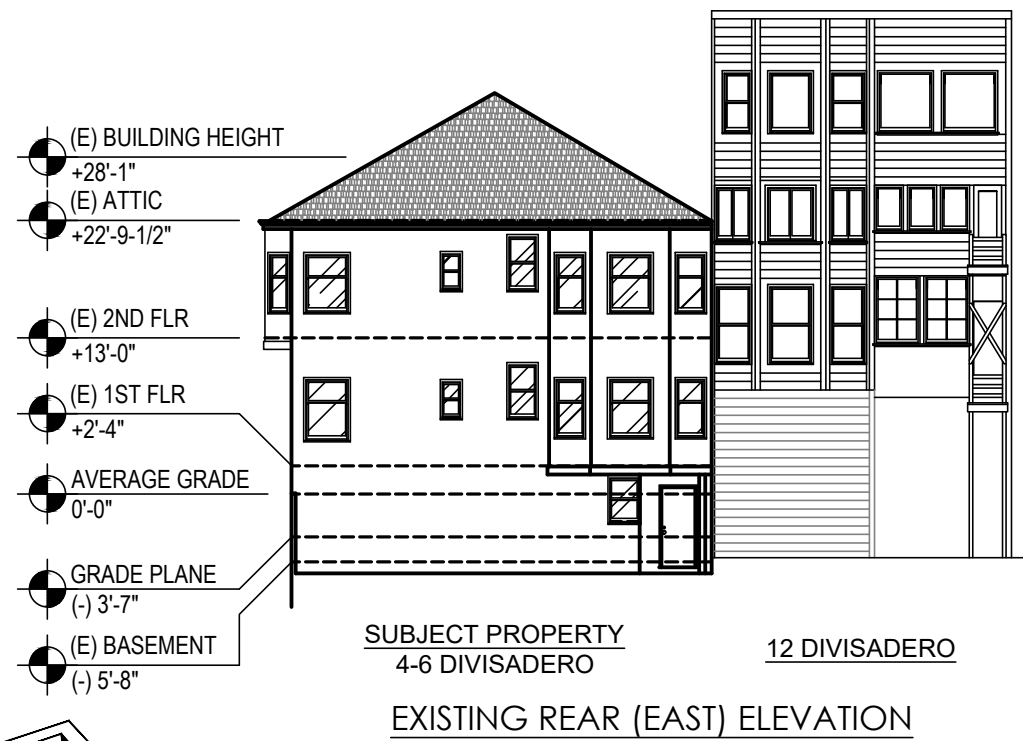 (E) BUILDING HEIGHT
+28'-1"
(E) ATTIC
+22'-9-1/2"
(E) 2ND FLR
+13'-0"
(E) 1ST FLR
+2'-4"
AVERAGE GRADE
0'-0"
GRADE PLANE
(-) 3'-7"
(E) BASEMENT
(-) 5'-8"
SUBJECT PROPERTY
4-6 DIVISADERO
12 DIVISADERO
EXISTING REAR (EAST) ELEVATION